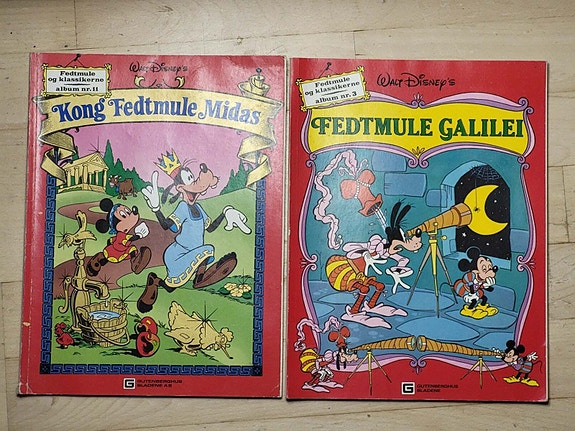 Fedtmule
og klassikerne
album nr. 11
WALT DISNEY'S
Kong Fedtmule Midas
G
GUTENBERGHUS
BLADENE A.S
Fedtmule
og klassikerne
album nr. 3
WALT DISNEY'S
FEDTMULE GALILEI
G
GUTENBERGHUS
BLADENE